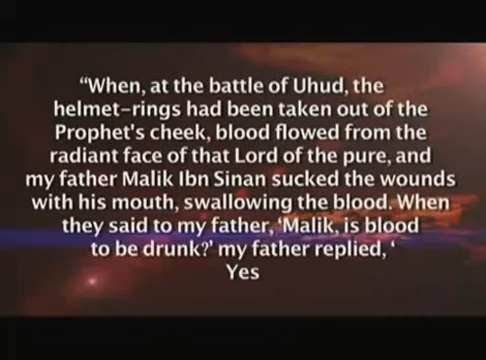 “When, at the battle of Uhud, the
helmet-rings had been taken out of the
Prophet's cheek, blood flowed from the
radiant face of that Lord of the pure, and
my father Malik Ibn Sinan sucked the wounds
with his mouth, swallowing the blood. When
they said to my father, ‘Malik, is blood
to be drunk?’ my father replied, ‘
Yes